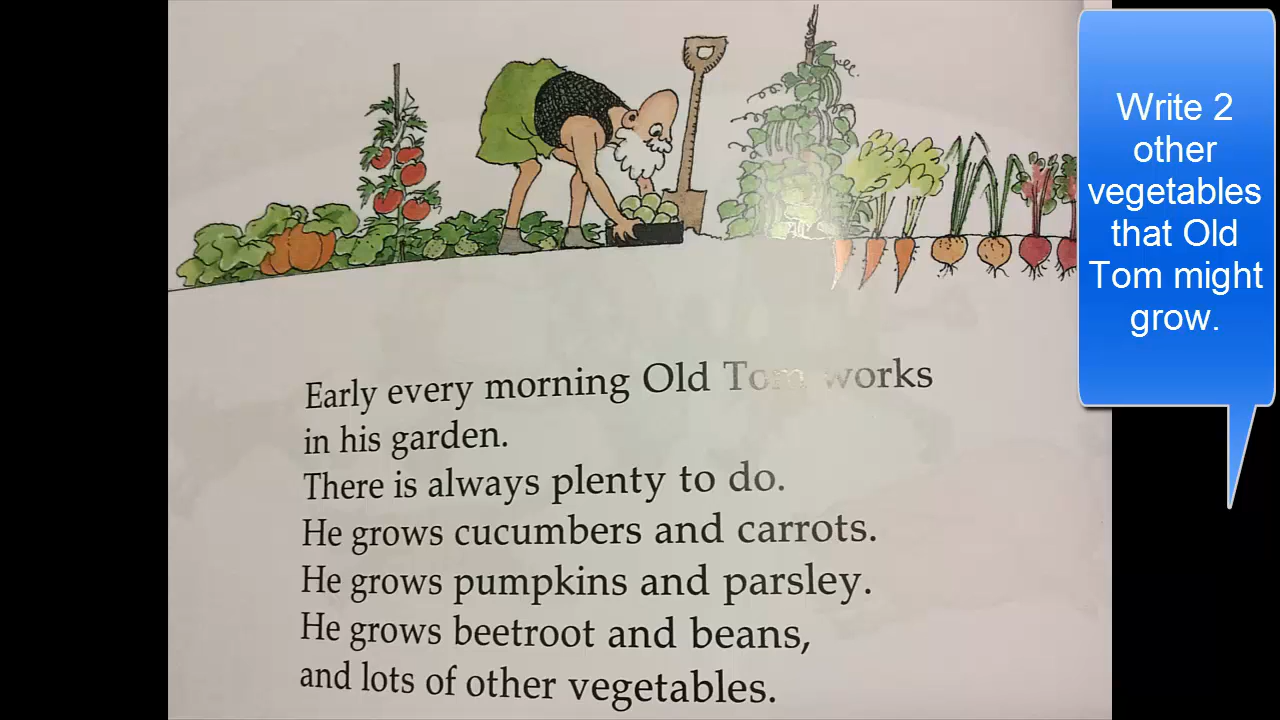 Early every morning Old Tom works
in his garden.
There is always plenty to do.
He grows cucumbers and carrots.
He grows pumpkins and parsley.
He grows beetroot and beans,
and lots of other vegetables.
Write 2
other
vegetables
that Old
Tom might
grow.